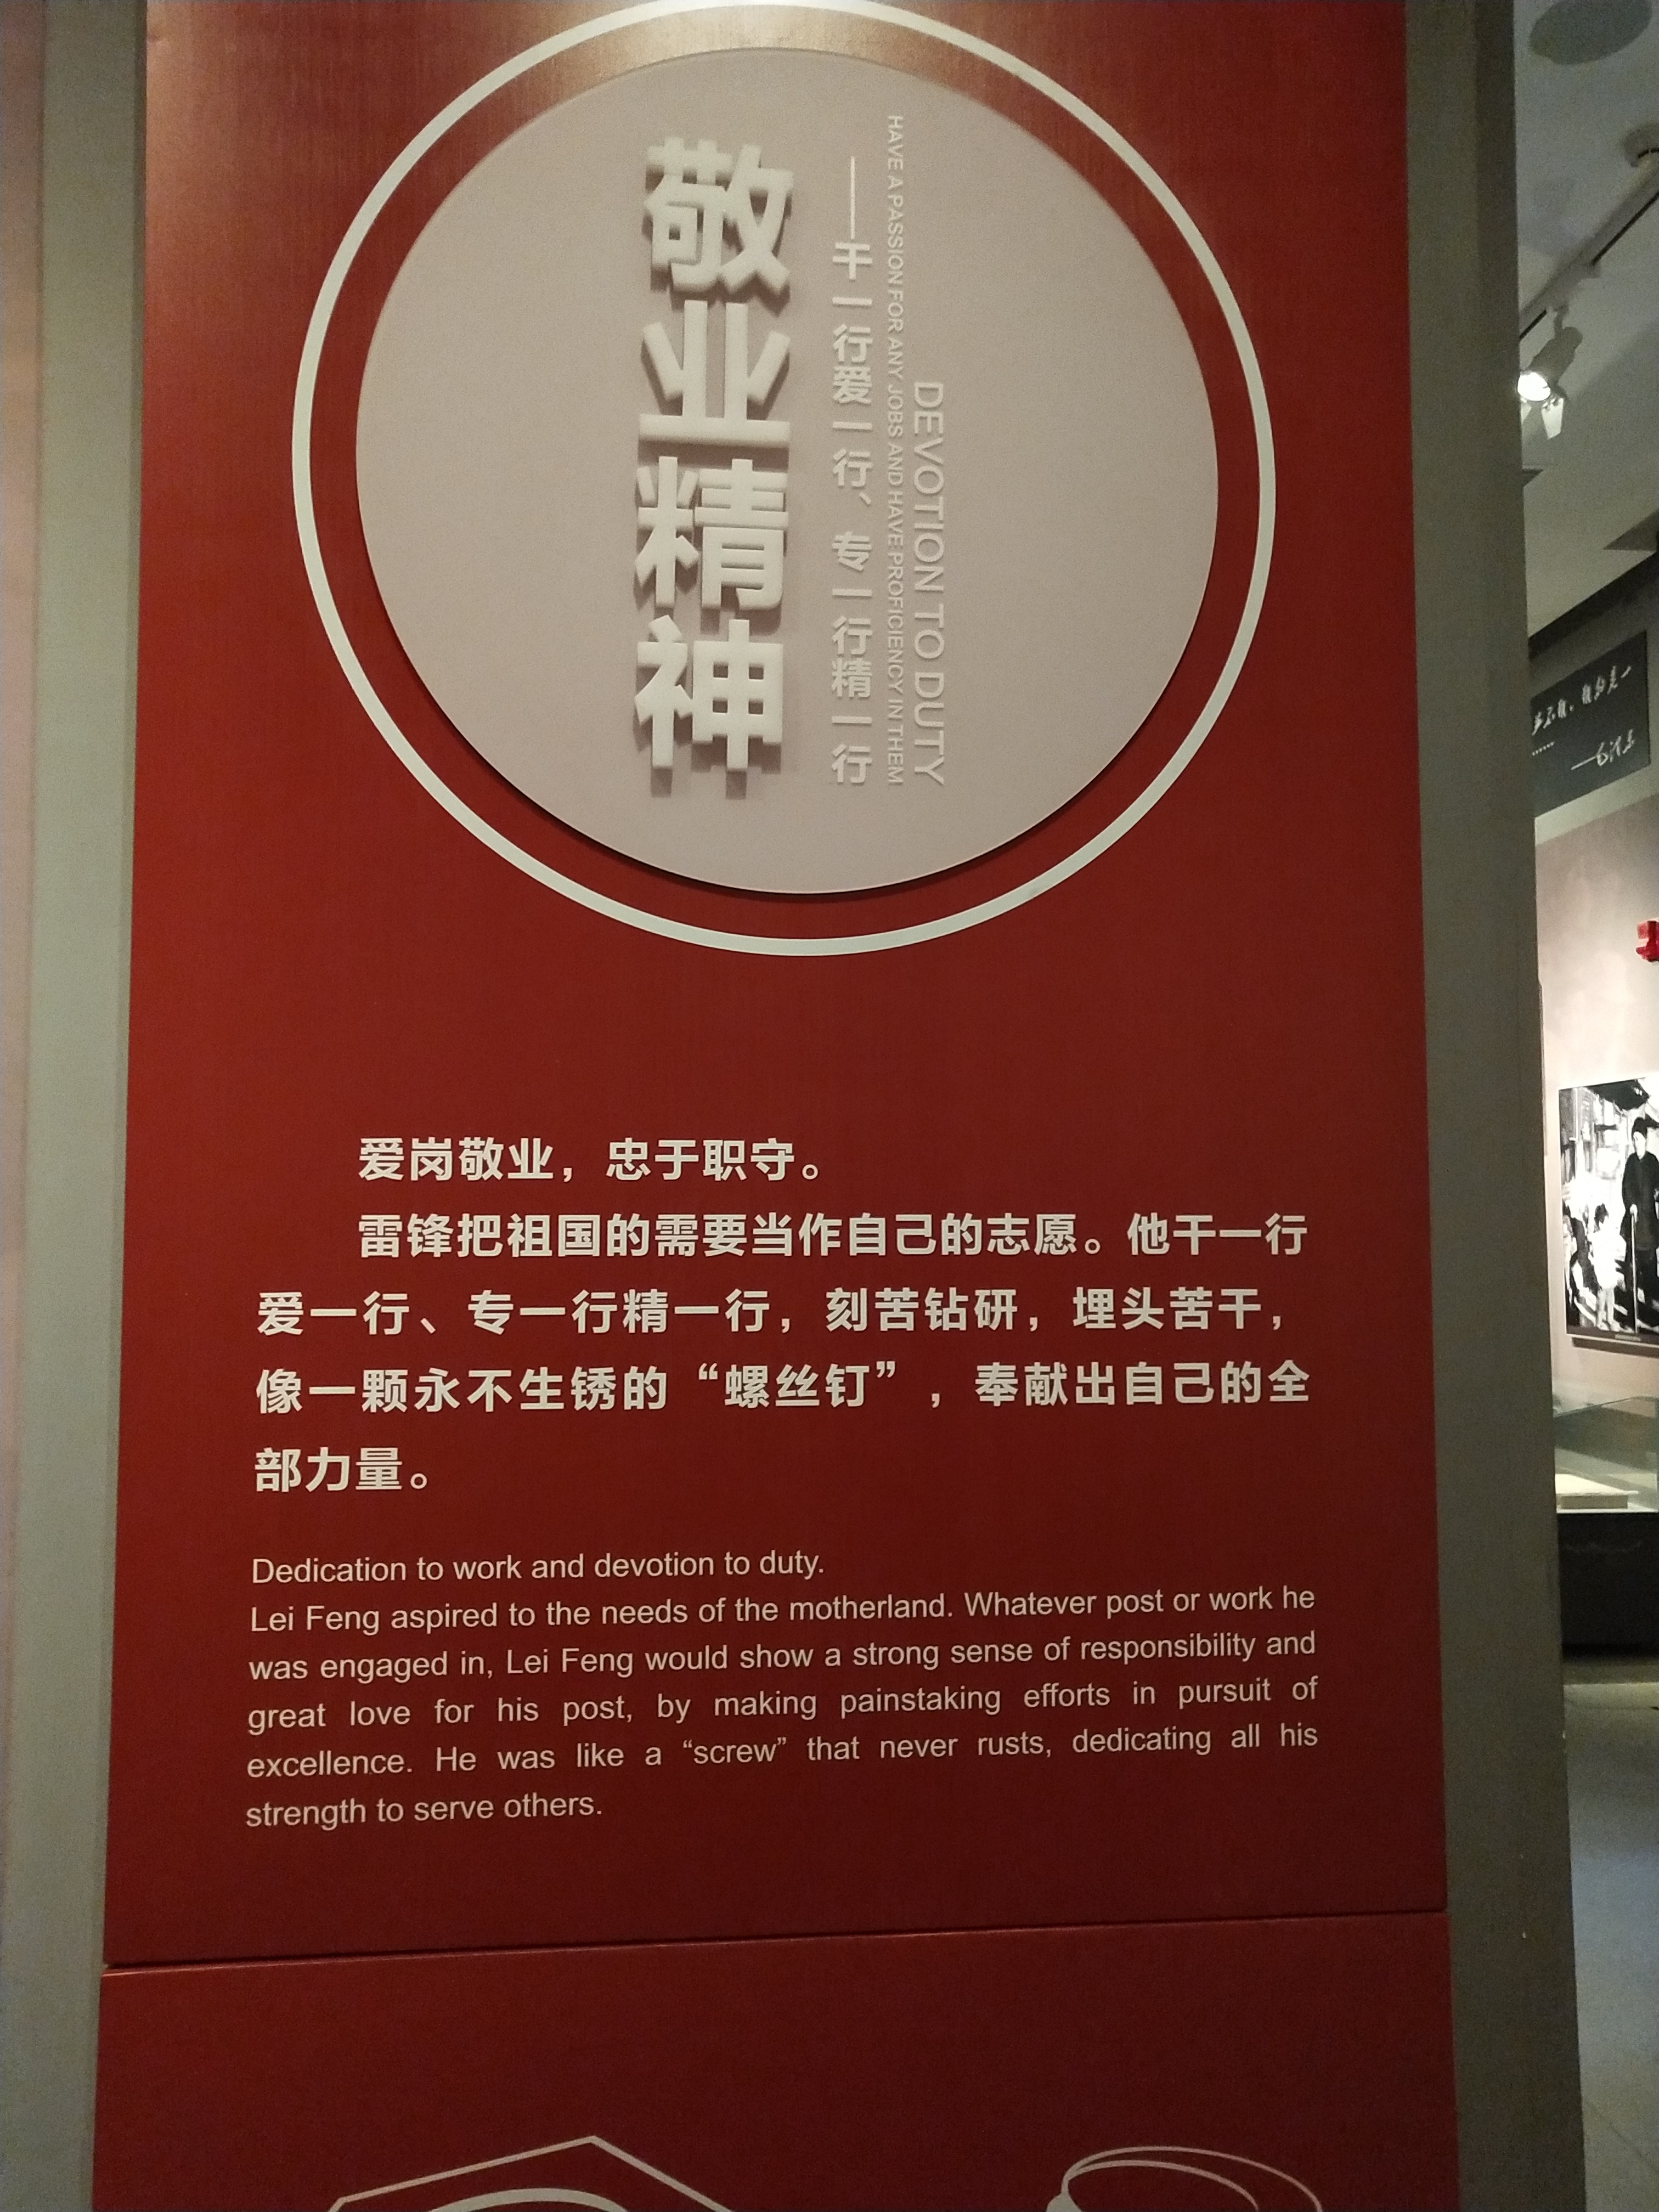 敬业精神
——干一行爱一行、专一行精一行
HAVE A PASSION FOR ANY JOBS AND HAVE PROFICIENCY IN THEM
DEVOTION TO DUTY
爱岗敬业，忠于职守。
雷锋把祖国的需要当作自己的志愿。他干一行
爱一行、专一行精一行，刻苦钻研，埋头苦干，
像一颗永不生锈的“螺丝钉”，奉献出自己的全
部力量。
Dedication to work and devotion to duty.
Lei Feng aspired to the needs of the motherland. Whatever post or work he
was engaged in, Lei Feng would show a strong sense of responsibility and
great love for his post, by making painstaking efforts in pursuit of
excellence. He was like a “screw” that never rusts, dedicating all his
strength to serve others.